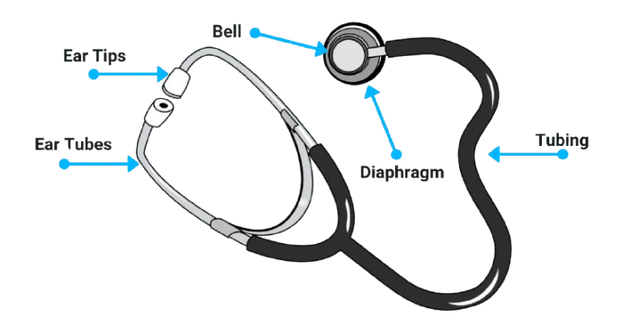 Bell
Ear Tips
Ear Tubes
Tubing
Diaphragm